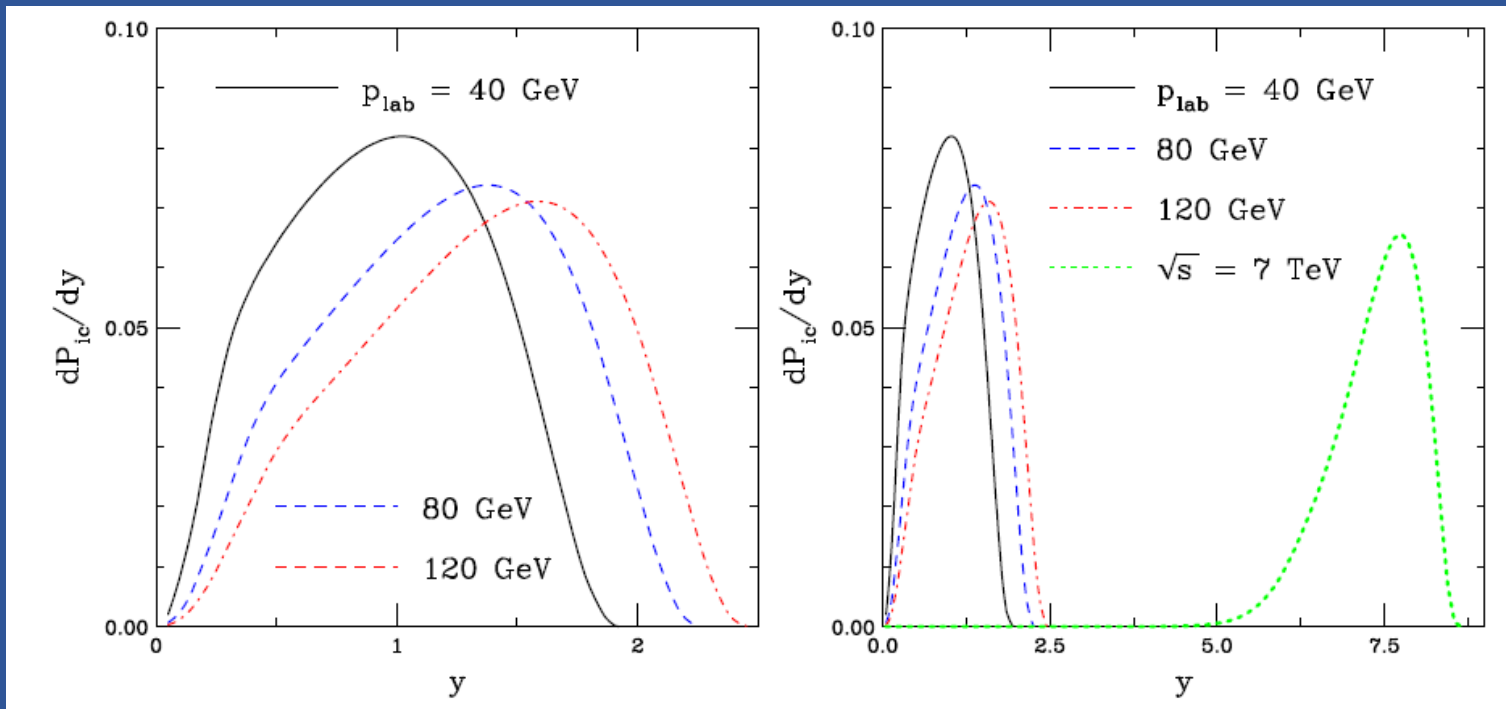 0.10
p_lab = 40 GeV
0.05
dP_ic/dy
80 GeV
120 GeV
0.00
0
1
2
y
0.10
p_lab = 40 GeV
80 GeV
120 GeV
√s = 7 TeV
0.05
dP_ic/dy
0.00
0.0
2.5
5.0
7.5
y